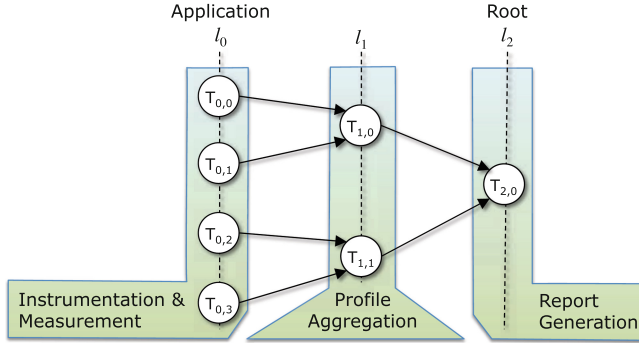 Application
Root
l0
l1
l2
T0,0
T1,0
T0,1
T2,0
T0,2
T1,1
T0,3
Instrumentation &
Measurement
Profile
Aggregation
Report
Generation